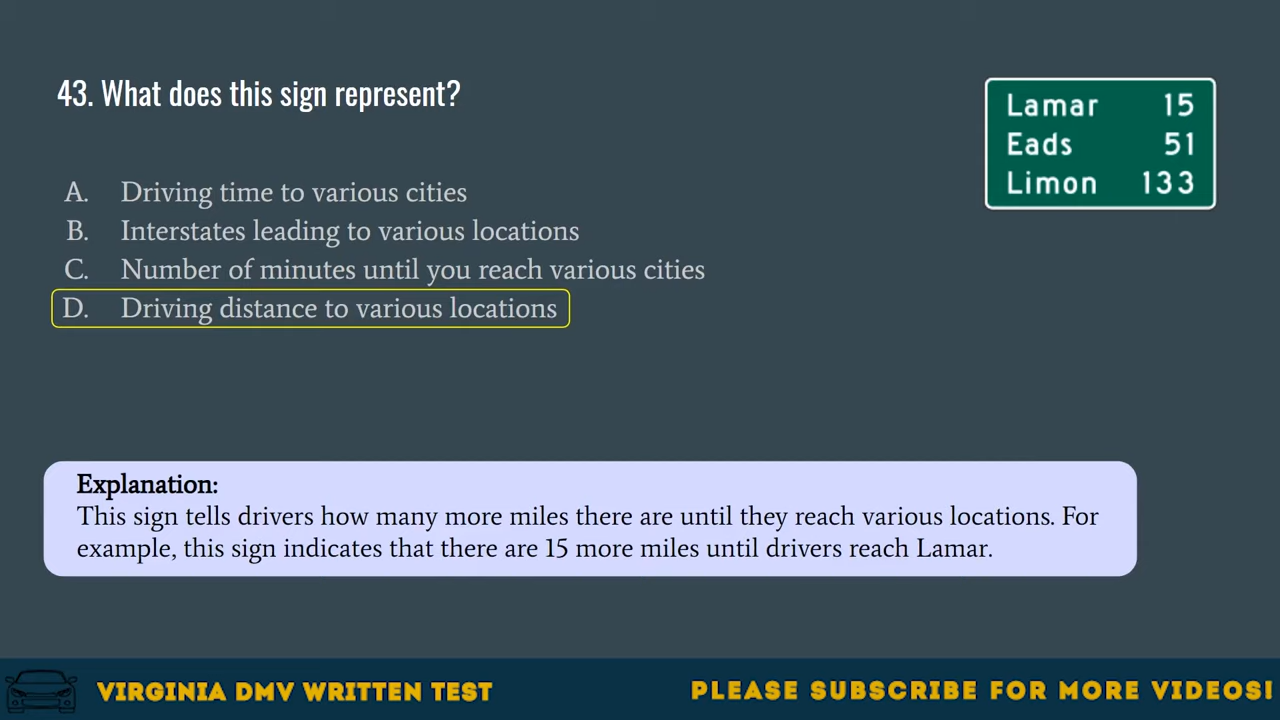 43. What does this sign represent?
Lamar 15
Eads 51
Limon 133
A. Driving time to various cities
B. Interstates leading to various locations
C. Number of minutes until you reach various cities
D. Driving distance to various locations
Explanation:
This sign tells drivers how many more miles there are until they reach various locations. For
example, this sign indicates that there are 15 more miles until drivers reach Lamar.
VIRGINIA DMV WRITTEN TEST
PLEASE SUBSCRIBE FOR MORE VIDEOS!